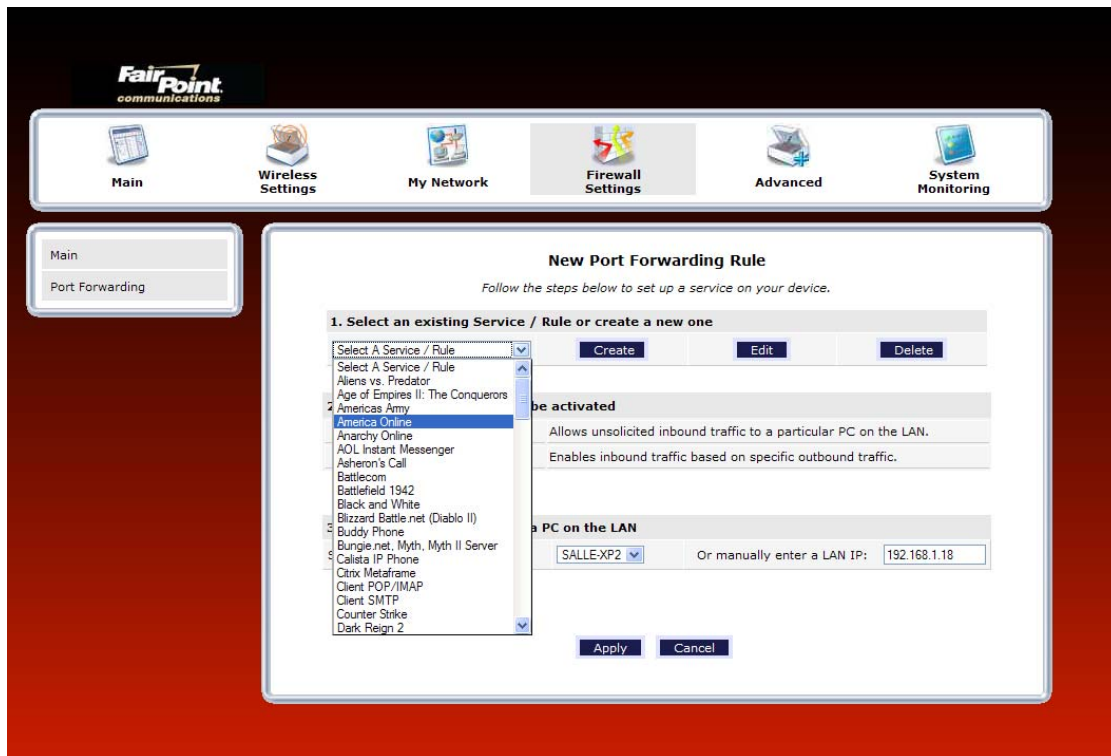 FairPoint.
communications
Main
Wireless
Settings
My Network
Firewall
Settings
Advanced
System
Monitoring
Main
Port Forwarding
New Port Forwarding Rule
Follow the steps below to set up a service on your device.
1. Select an existing Service / Rule or create a new one
Select A Service / Rule
Create
Edit
Delete
Select A Service / Rule
Aliens vs. Predator
Age of Empires II: The Conquerors
Americas Army
America Online
Anarchy Online
AOL Instant Messenger
Asheron's Call
Battlecom
Battlefield 1942
Black and White
Blizzard Battle.net (Diablo II)
Buddy Phone
Bungie.net, Myth, Myth II Server
Calista IP Phone
Citrix Metaframe
Client POP/IMAP
Client SMTP
Counter Strike
Dark Reign 2
be activated
Allows unsolicited inbound traffic to a particular PC on the LAN.
Enables inbound traffic based on specific outbound traffic.
a PC on the LAN
SALLE-XP2
Or manually enter a LAN IP:
192.168.1.18
Apply
Cancel